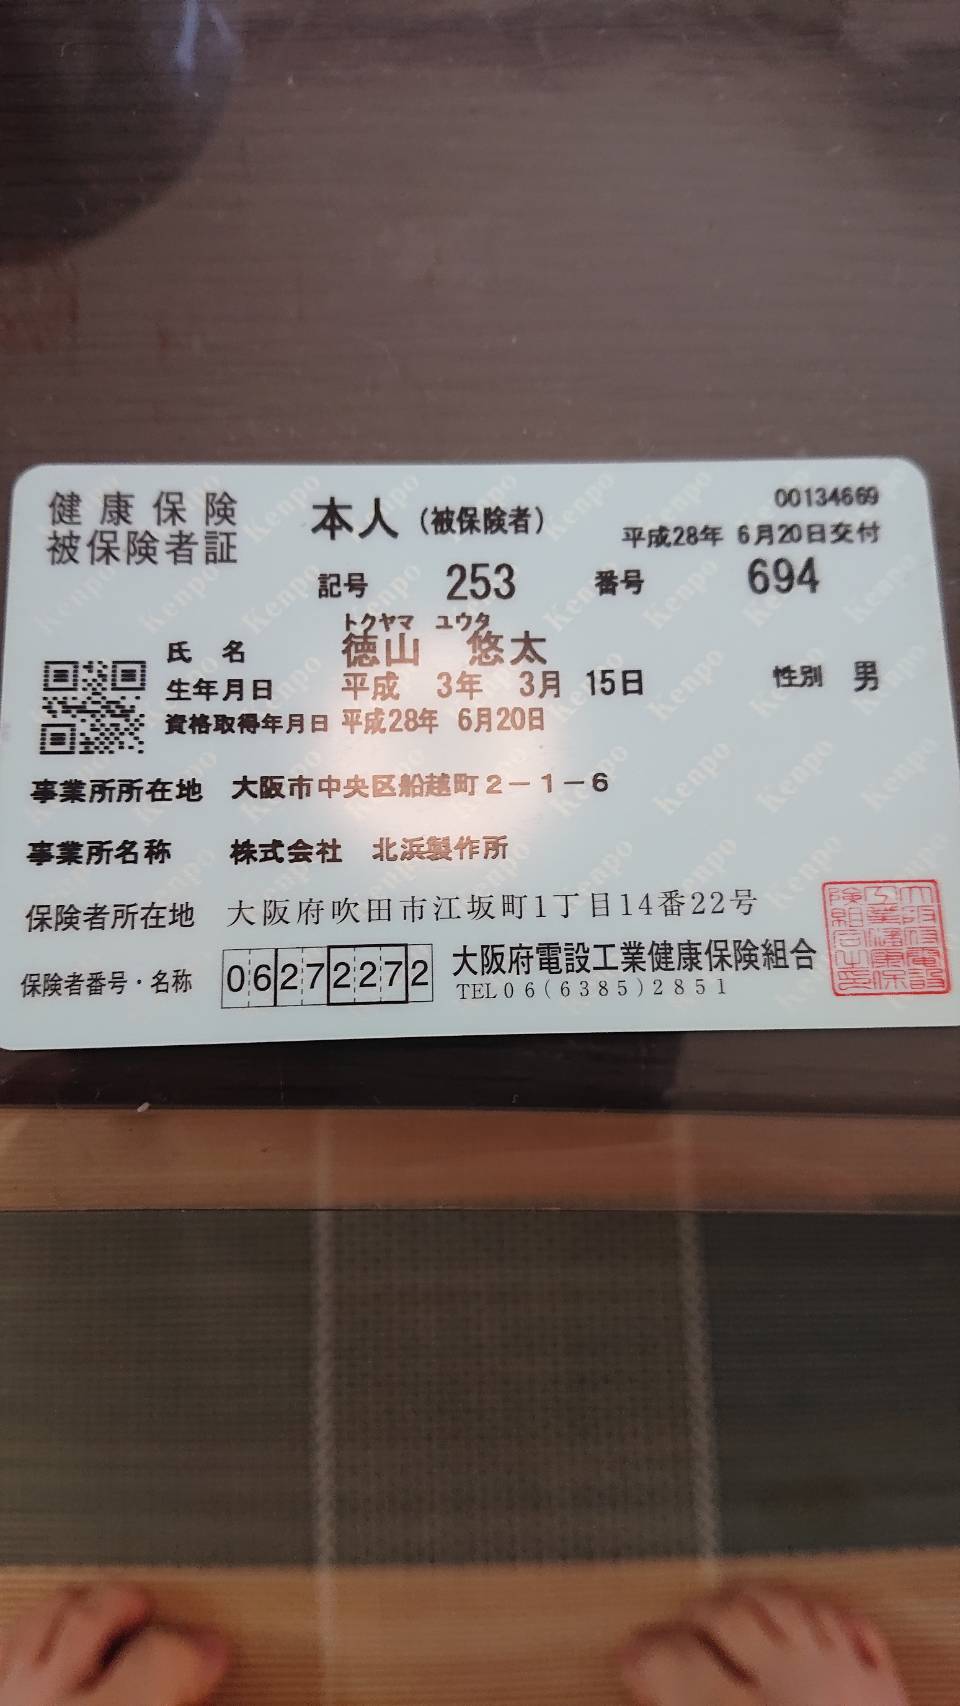 健康保険
被保険者証
本人（被保険者）
00134669
平成28年 6月20日交付
記号 253 番号 694
トクヤマ ユウタ
氏名 徳山 悠太
生年月日 平成 3年 3月 15日 性別 男
資格取得年月日 平成28年 6月20日
事業所所在地 大阪市中央区船越町2－1－6
事業所名称 株式会社 北浜製作所
保険者所在地 大阪府吹田市江坂町1丁目14番22号
保険者番号・名称 06272272 大阪府電設工業健康保険組合
TEL06(6385)2851
Kenpo